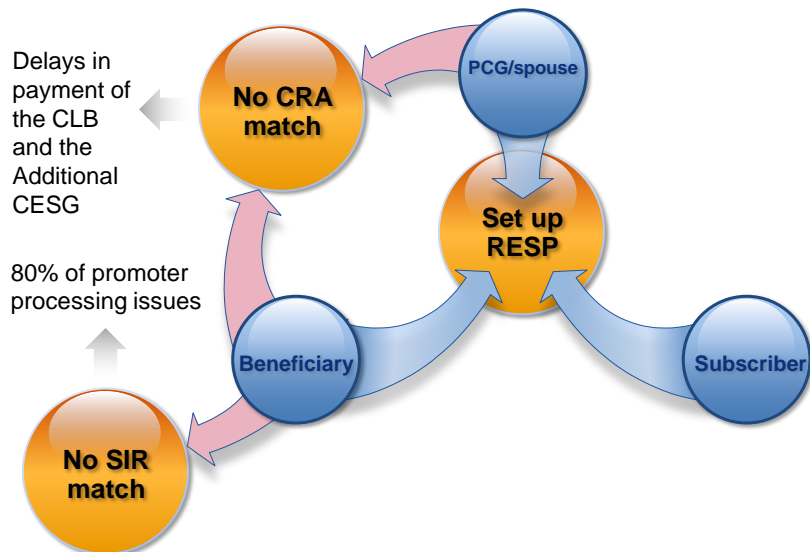 Delays in
payment of
the CLB
and the
Additional
CESG
No CRA
match
PCG/spouse
Set up
RESP
80% of promoter
processing issues
Beneficiary
Subscriber
No SIR
match